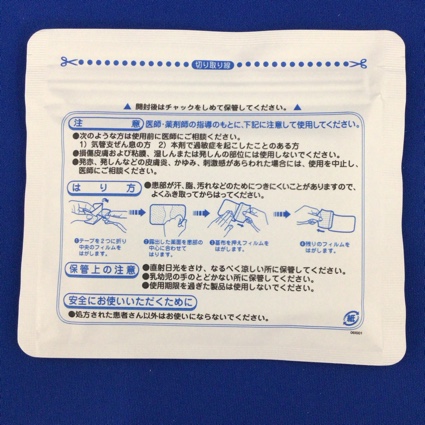 切り取り線
▲ 開封後はチャックをしめて保管してください。 ▲
注意 医師・薬剤師の指導のもとに、下記に注意して使用してください。
●次のような方は使用前に医師にご相談ください。
1) 気管支ぜん息の方 2) 本剤で過敏症を起こしたことのある方
●損傷皮膚および粘膜、湿しんまたは発しんの部位には使用しないでください。
●発赤、発しんなどの皮膚炎、かゆみ、刺激感があらわれた場合には、使用を中止し、
医師にご相談ください。
はり方 ●患部が汗、脂、汚れなどのためにつきにくいことがありますので、
よくふき取ってからはってください。
❶テープを2つに折り
中央のフィルムを
はがします。
❷露出した薬面を患部の
中心に合わせて
はります。
❸薬布を押えフィルムを
はがします。
❹残りのフィルムを
はがします。
保管上の注意 ●直射日光をさけ、なるべく涼しい所に保管してください。
●乳幼児の手のとどかない所に保管してください。
●使用期限を過ぎた製品は使用しないでください。
安全にお使いいただくために
●処方された患者さん以外はお使いにならないでください。
紙